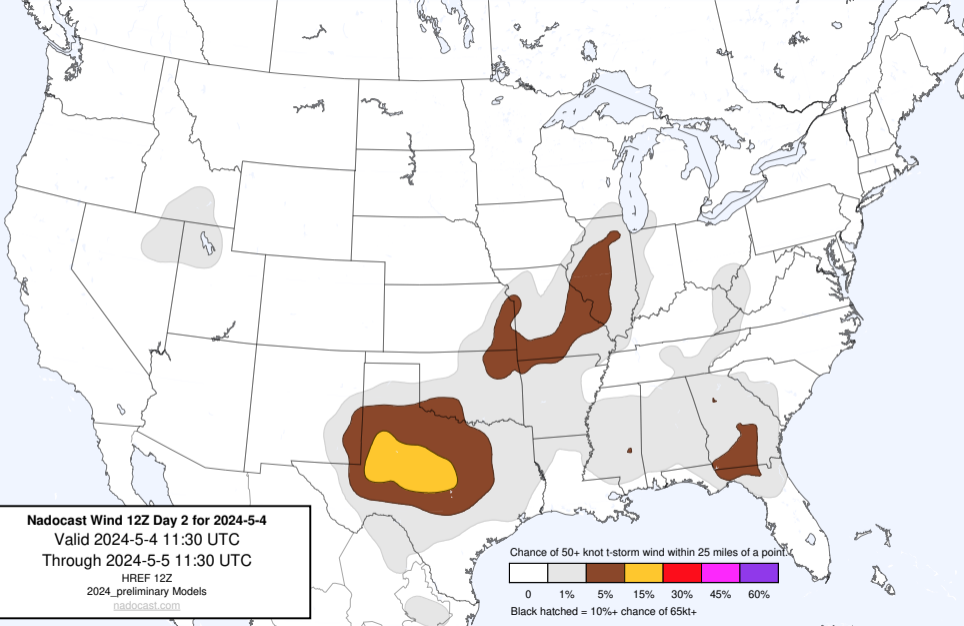 Nadocast Wind 12Z Day 2 for 2024-5-4
Valid 2024-5-4 11:30 UTC
Through 2024-5-5 11:30 UTC
HREF 12Z
2024_preliminary Models
nadocast.com
Chance of 50+ knot t-storm wind within 25 miles of a point.
0 1% 5% 15% 30% 45% 60%
Black hatched = 10%+ chance of 65kt+